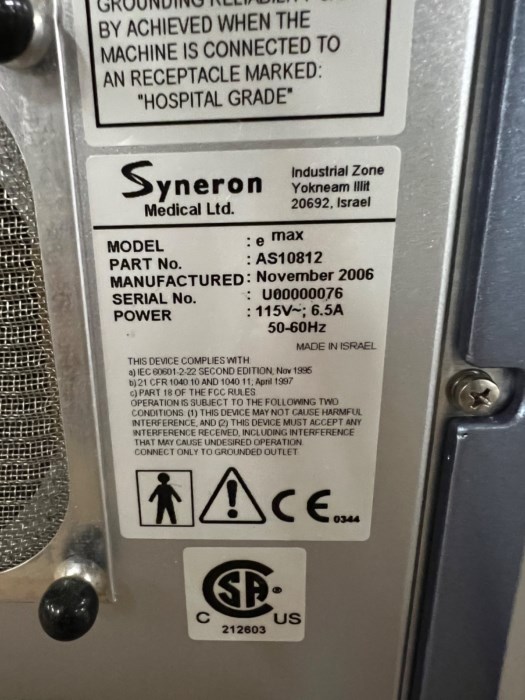 GROUNDING RELIABILITY
BY ACHIEVED WHEN THE
MACHINE IS CONNECTED TO
AN RECEPTACLE MARKED:
"HOSPITAL GRADE"
Syneron
Medical Ltd.
Industrial Zone
Yokneam Illit
20692, Israel
MODEL : e max
PART No. : AS10812
MANUFACTURED : November 2006
SERIAL No. : U00000076
POWER : 115V~; 6.5A
50-60Hz
MADE IN ISRAEL
THIS DEVICE COMPLIES WITH
a) IEC 60601-2-22 SECOND EDITION, Nov 1995
b) 21 CFR 1040.10 AND 1040.11; April 1997
c) PART 18 OF THE FCC RULES
OPERATION IS SUBJECT TO THE FOLLOWING TWO
CONDITIONS: (1) THIS DEVICE MAY NOT CAUSE HARMFUL
INTERFERENCE, AND (2) THIS DEVICE MUST ACCEPT ANY
INTERFERENCE RECEIVED, INCLUDING INTERFERENCE
THAT MAY CAUSE UNDESIRED OPERATION.
CONNECT ONLY TO GROUNDED OUTLET
CE 0344
CSA ®
C US
212603